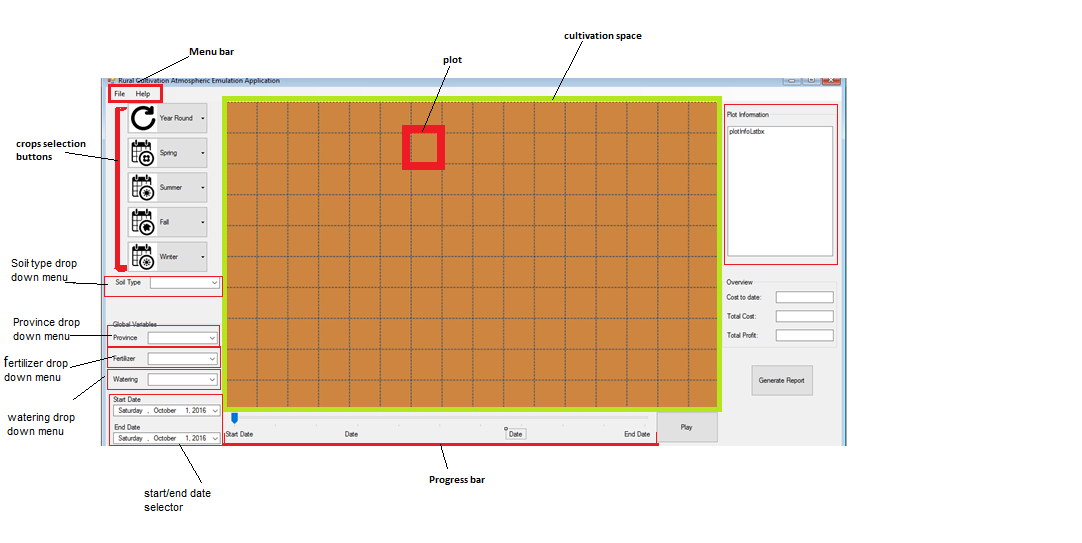 cultivation space
Menu bar
plot
Rural Cultivation Atmospheric Emulation Application
File Help
Plot Information
plotInfoLstbx
Year Round
crops selection
buttons
Spring
Summer
Fall
Winter
Soil type drop
down menu
Soil Type
Overview
Cost to date:
Total Cost:
Total Profit:
Global Variables
Province drop
down menu
Province
fertilizer drop
down menu
Fertilizer
Watering
Generate Report
watering drop
down menu
Start Date
Saturday , October 1, 2016
End Date
Saturday , October 1, 2016
Start Date Date Date End Date
Play
Progress bar
start/end date
selector